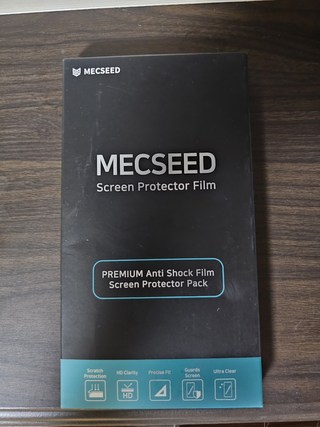 MECSEED
MECSEED
Screen Protector Film
PREMIUM Anti Shock Film
Screen Protector Pack
Scratch Protection
HD Clarity
Precise Fit
Guards Screen
Ultra Clear
HD